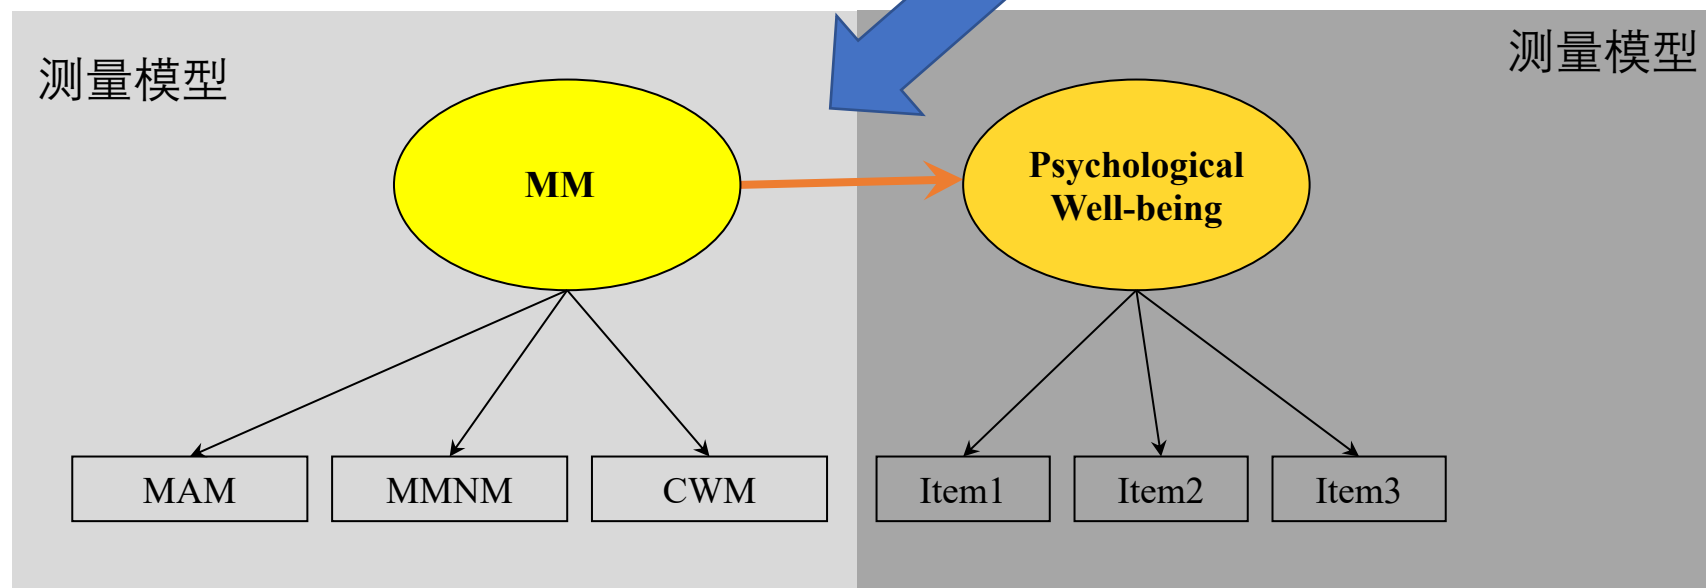 测量模型
测量模型
MM
Psychological
Well-being
MAM
MMNM
CWM
Item1
Item2
Item3